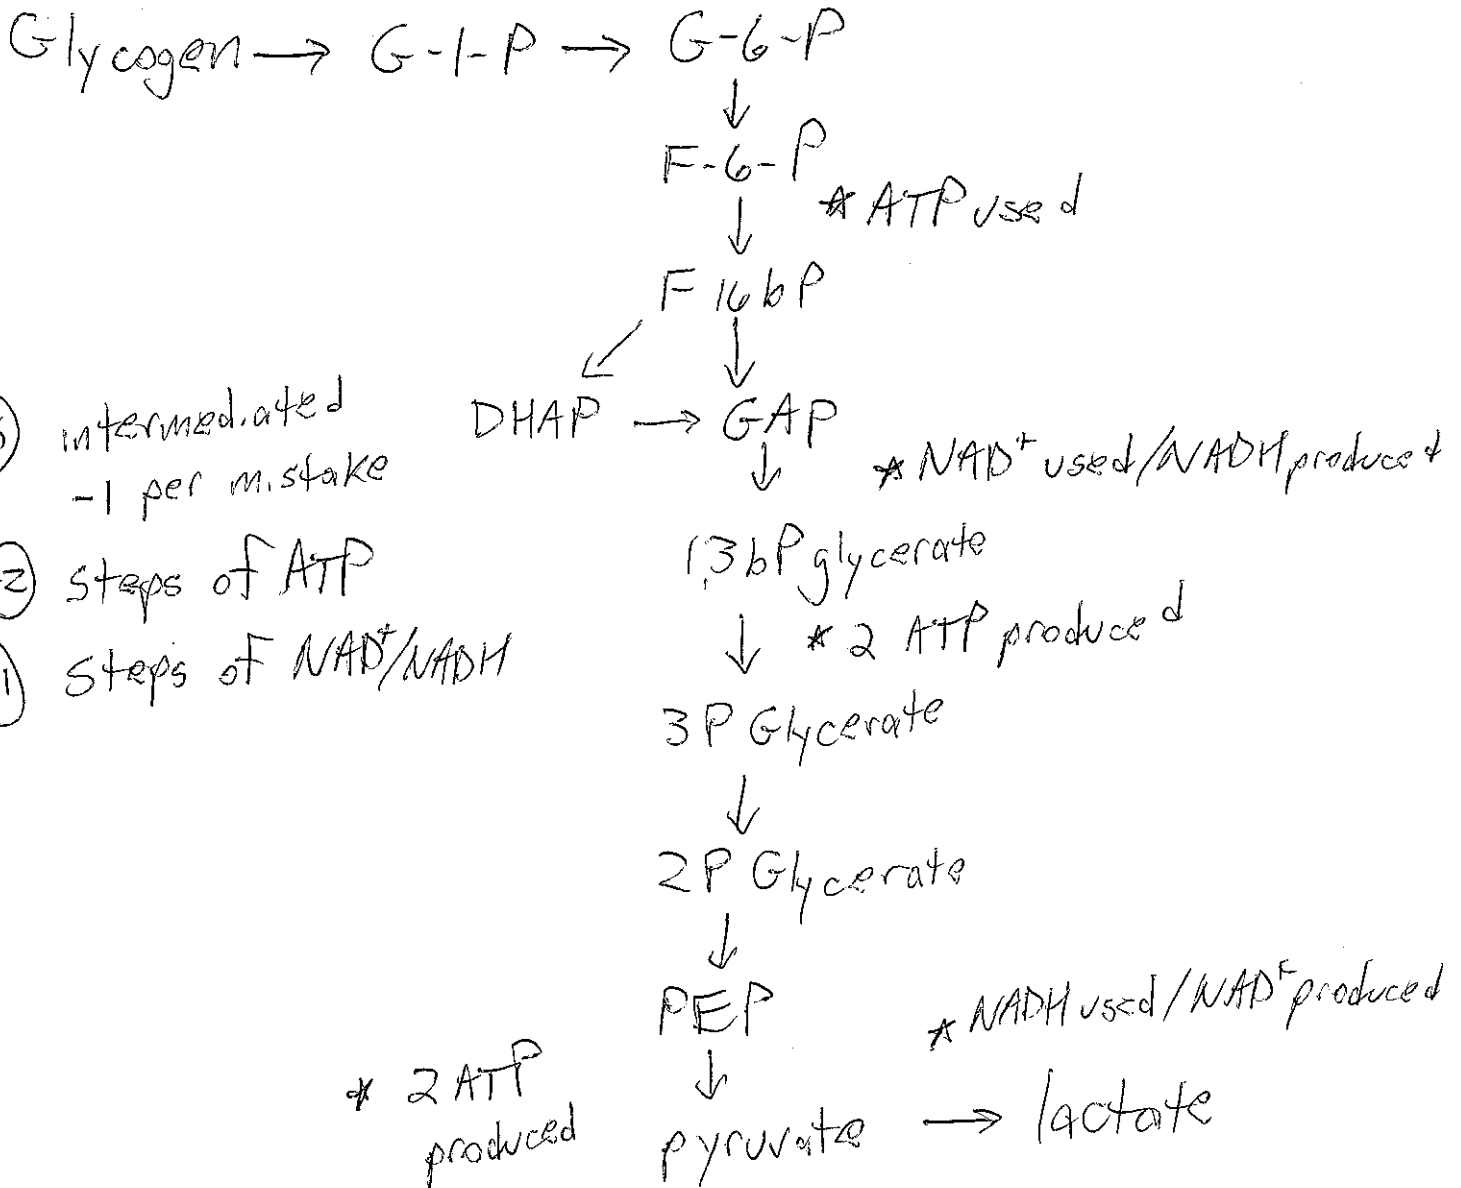 Glycogen → G-1-P → G-6-P
↓
F-6-P
* ATP used
↓
F 16 bP
↙ ↓
DHAP → GAP
↓
* NAD⁺ used/NADH produced
1,3 bP glycerate
↓ * 2 ATP produced
3P Glycerate
↓
2P Glycerate
↓
PEP
* 2 ATP
produced
↓
pyruvate → lactate
* NADH used/NAD⁺ produced
intermediated
-1 per mistake
2 steps of ATP
1 steps of NAD⁺/NADH